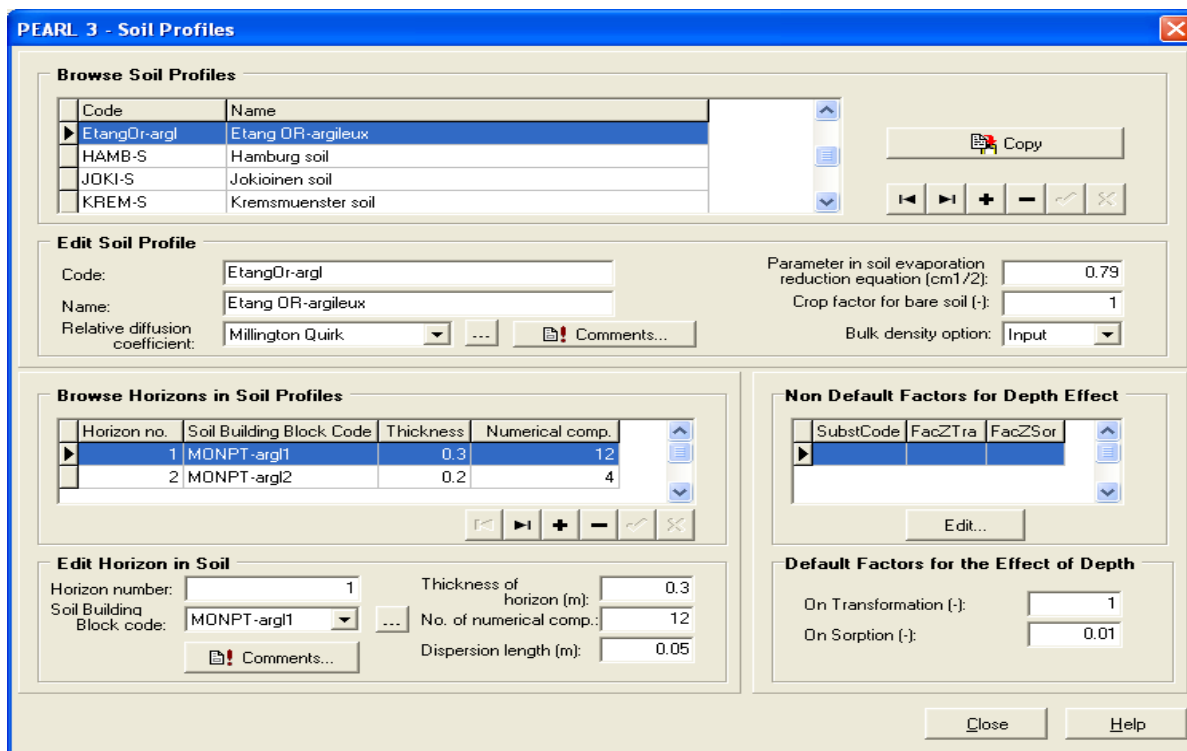 PEARL 3 - Soil Profiles
Browse Soil Profiles
Code Name
EtangOr-argl Etang OR-argileux
HAMB-S Hamburg soil
JOKI-S Jokioinen soil
KREM-S Kremsmuenster soil
Copy
Edit Soil Profile
Code: EtangOr-argl
Name: Etang OR-argileux
Relative diffusion
coefficient: Millington Quirk ... Comments...
Parameter in soil evaporation
reduction equation (cm1/2): 0.79
Crop factor for bare soil (-): 1
Bulk density option: Input
Browse Horizons in Soil Profiles
Horizon no. Soil Building Block Code Thickness Numerical comp.
1 MONPT-argl1 0.3 12
2 MONPT-argl2 0.2 4
Non Default Factors for Depth Effect
SubstCode FacZTra FacZSor
Edit...
Edit Horizon in Soil
Horizon number: 1
Soil Building
Block code: MONPT-argl1 ...
Comments...
Thickness of
horizon (m): 0.3
No. of numerical comp.: 12
Dispersion length (m): 0.05
Default Factors for the Effect of Depth
On Transformation (-): 1
On Sorption (-): 0.01
Close Help